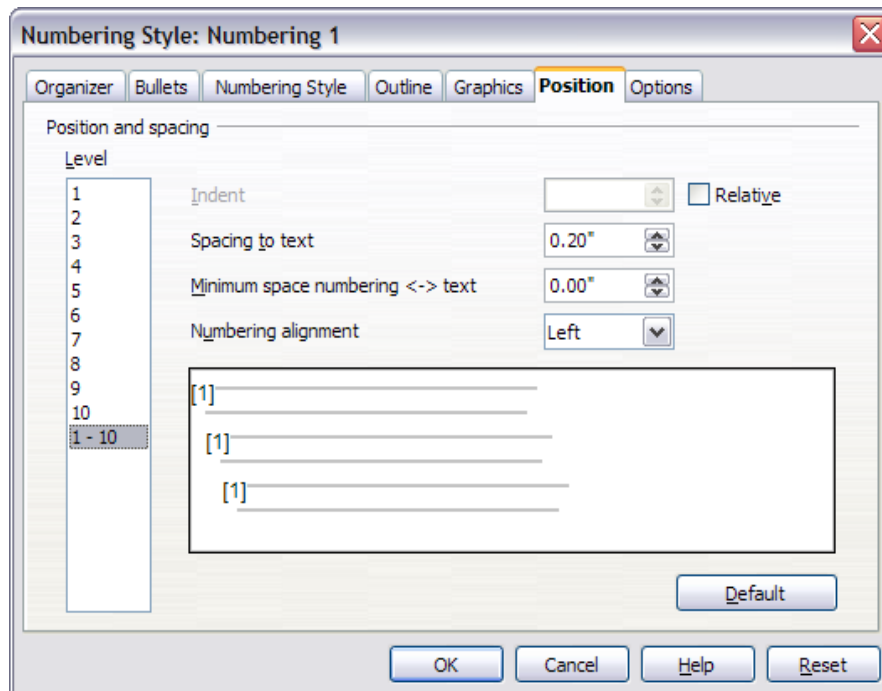 Numbering Style: Numbering 1
Organizer Bullets Numbering Style Outline Graphics Position Options
Position and spacing
Level
1
2
3
4
5
6
7
8
9
10
1 - 10
Indent Relative
Spacing to text 0.20"
Minimum space numbering <-> text 0.00"
Numbering alignment Left
[1]
[1]
[1]
Default
OK Cancel Help Reset